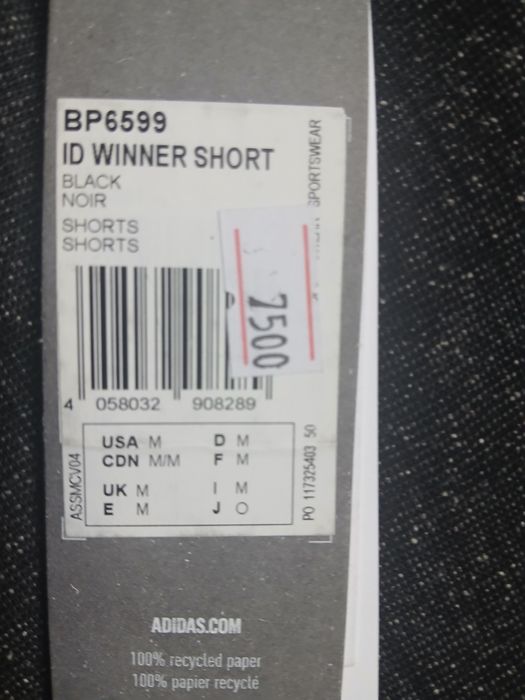 BP6599
ID WINNER SHORT
BLACK
NOIR
SHORTS
SHORTS
SPORTSWEAR
7500
4 058032 908289
ASSMCV04
USA M D M
CDN M/M F M
UK M I M
E M J O
PO 117325403 50
ADIDAS.COM
100% recycled paper
100% papier recyclé